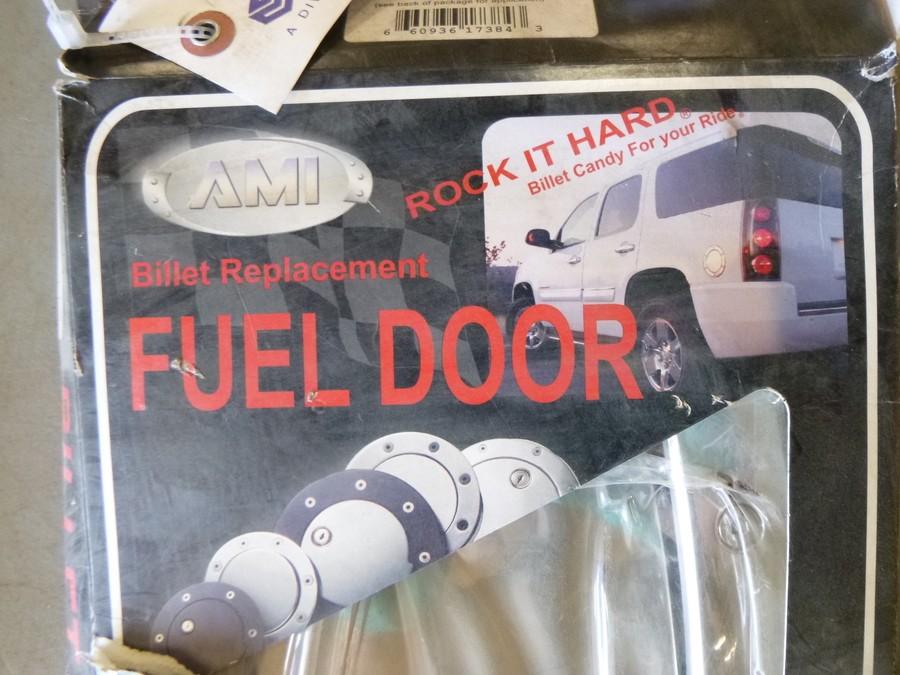 A DI
(see back of package for application)
6 60936 17384 3
AMI
ROCK IT HARD®
Billet Candy For your Ride®
Billet Replacement
FUEL DOOR